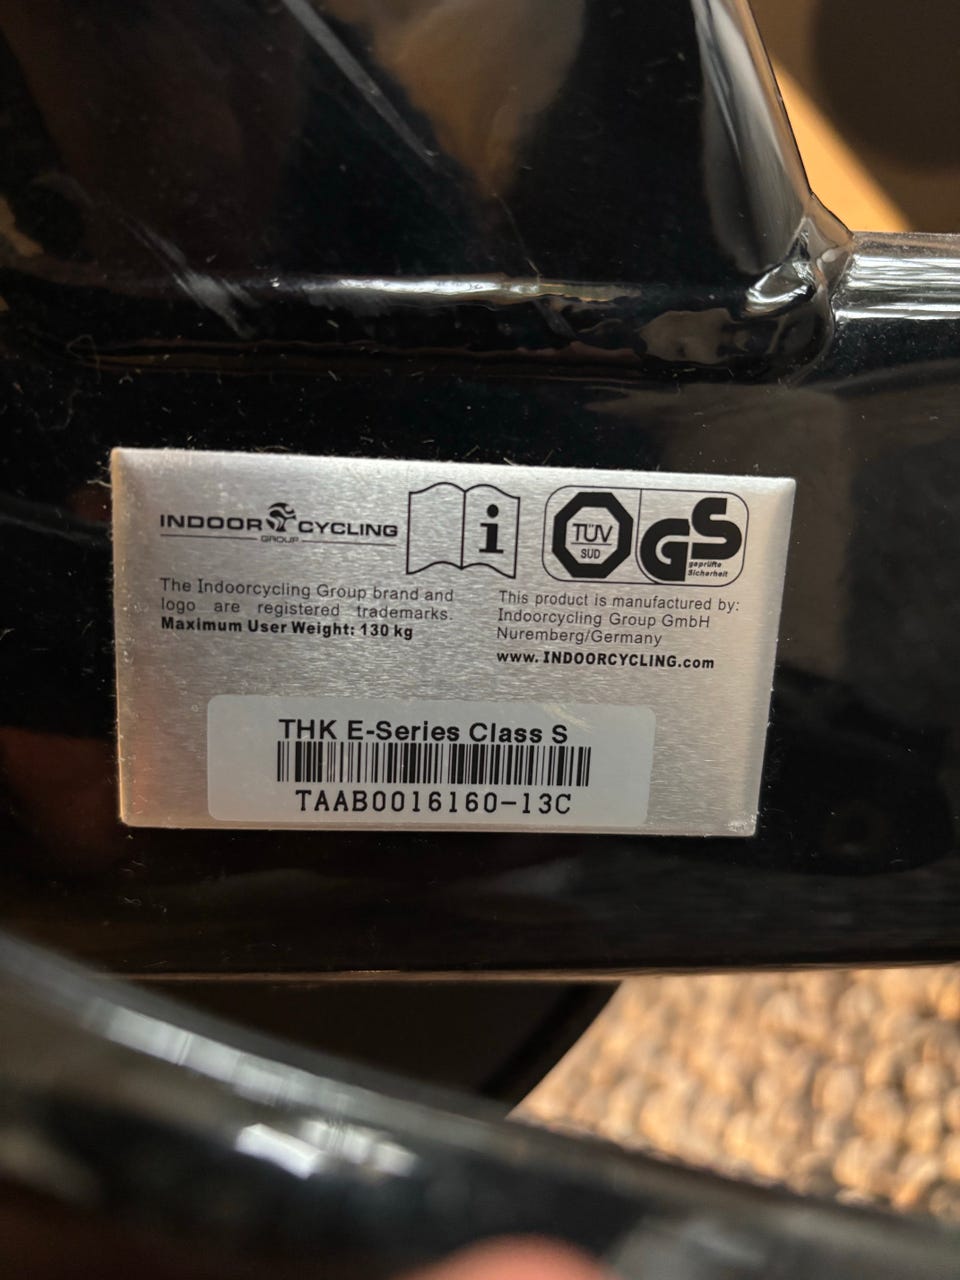 INDOOR CYCLING
GROUP
i
TÜV
SUD
GS
geprüfte
Sicherheit
The Indoorcycling Group brand and
logo are registered trademarks.
Maximum User Weight: 130 kg
This product is manufactured by:
Indoorcycling Group GmbH
Nuremberg/Germany
www. INDOORCYCLING.com
THK E-Series Class S
TAAB0016160-13C